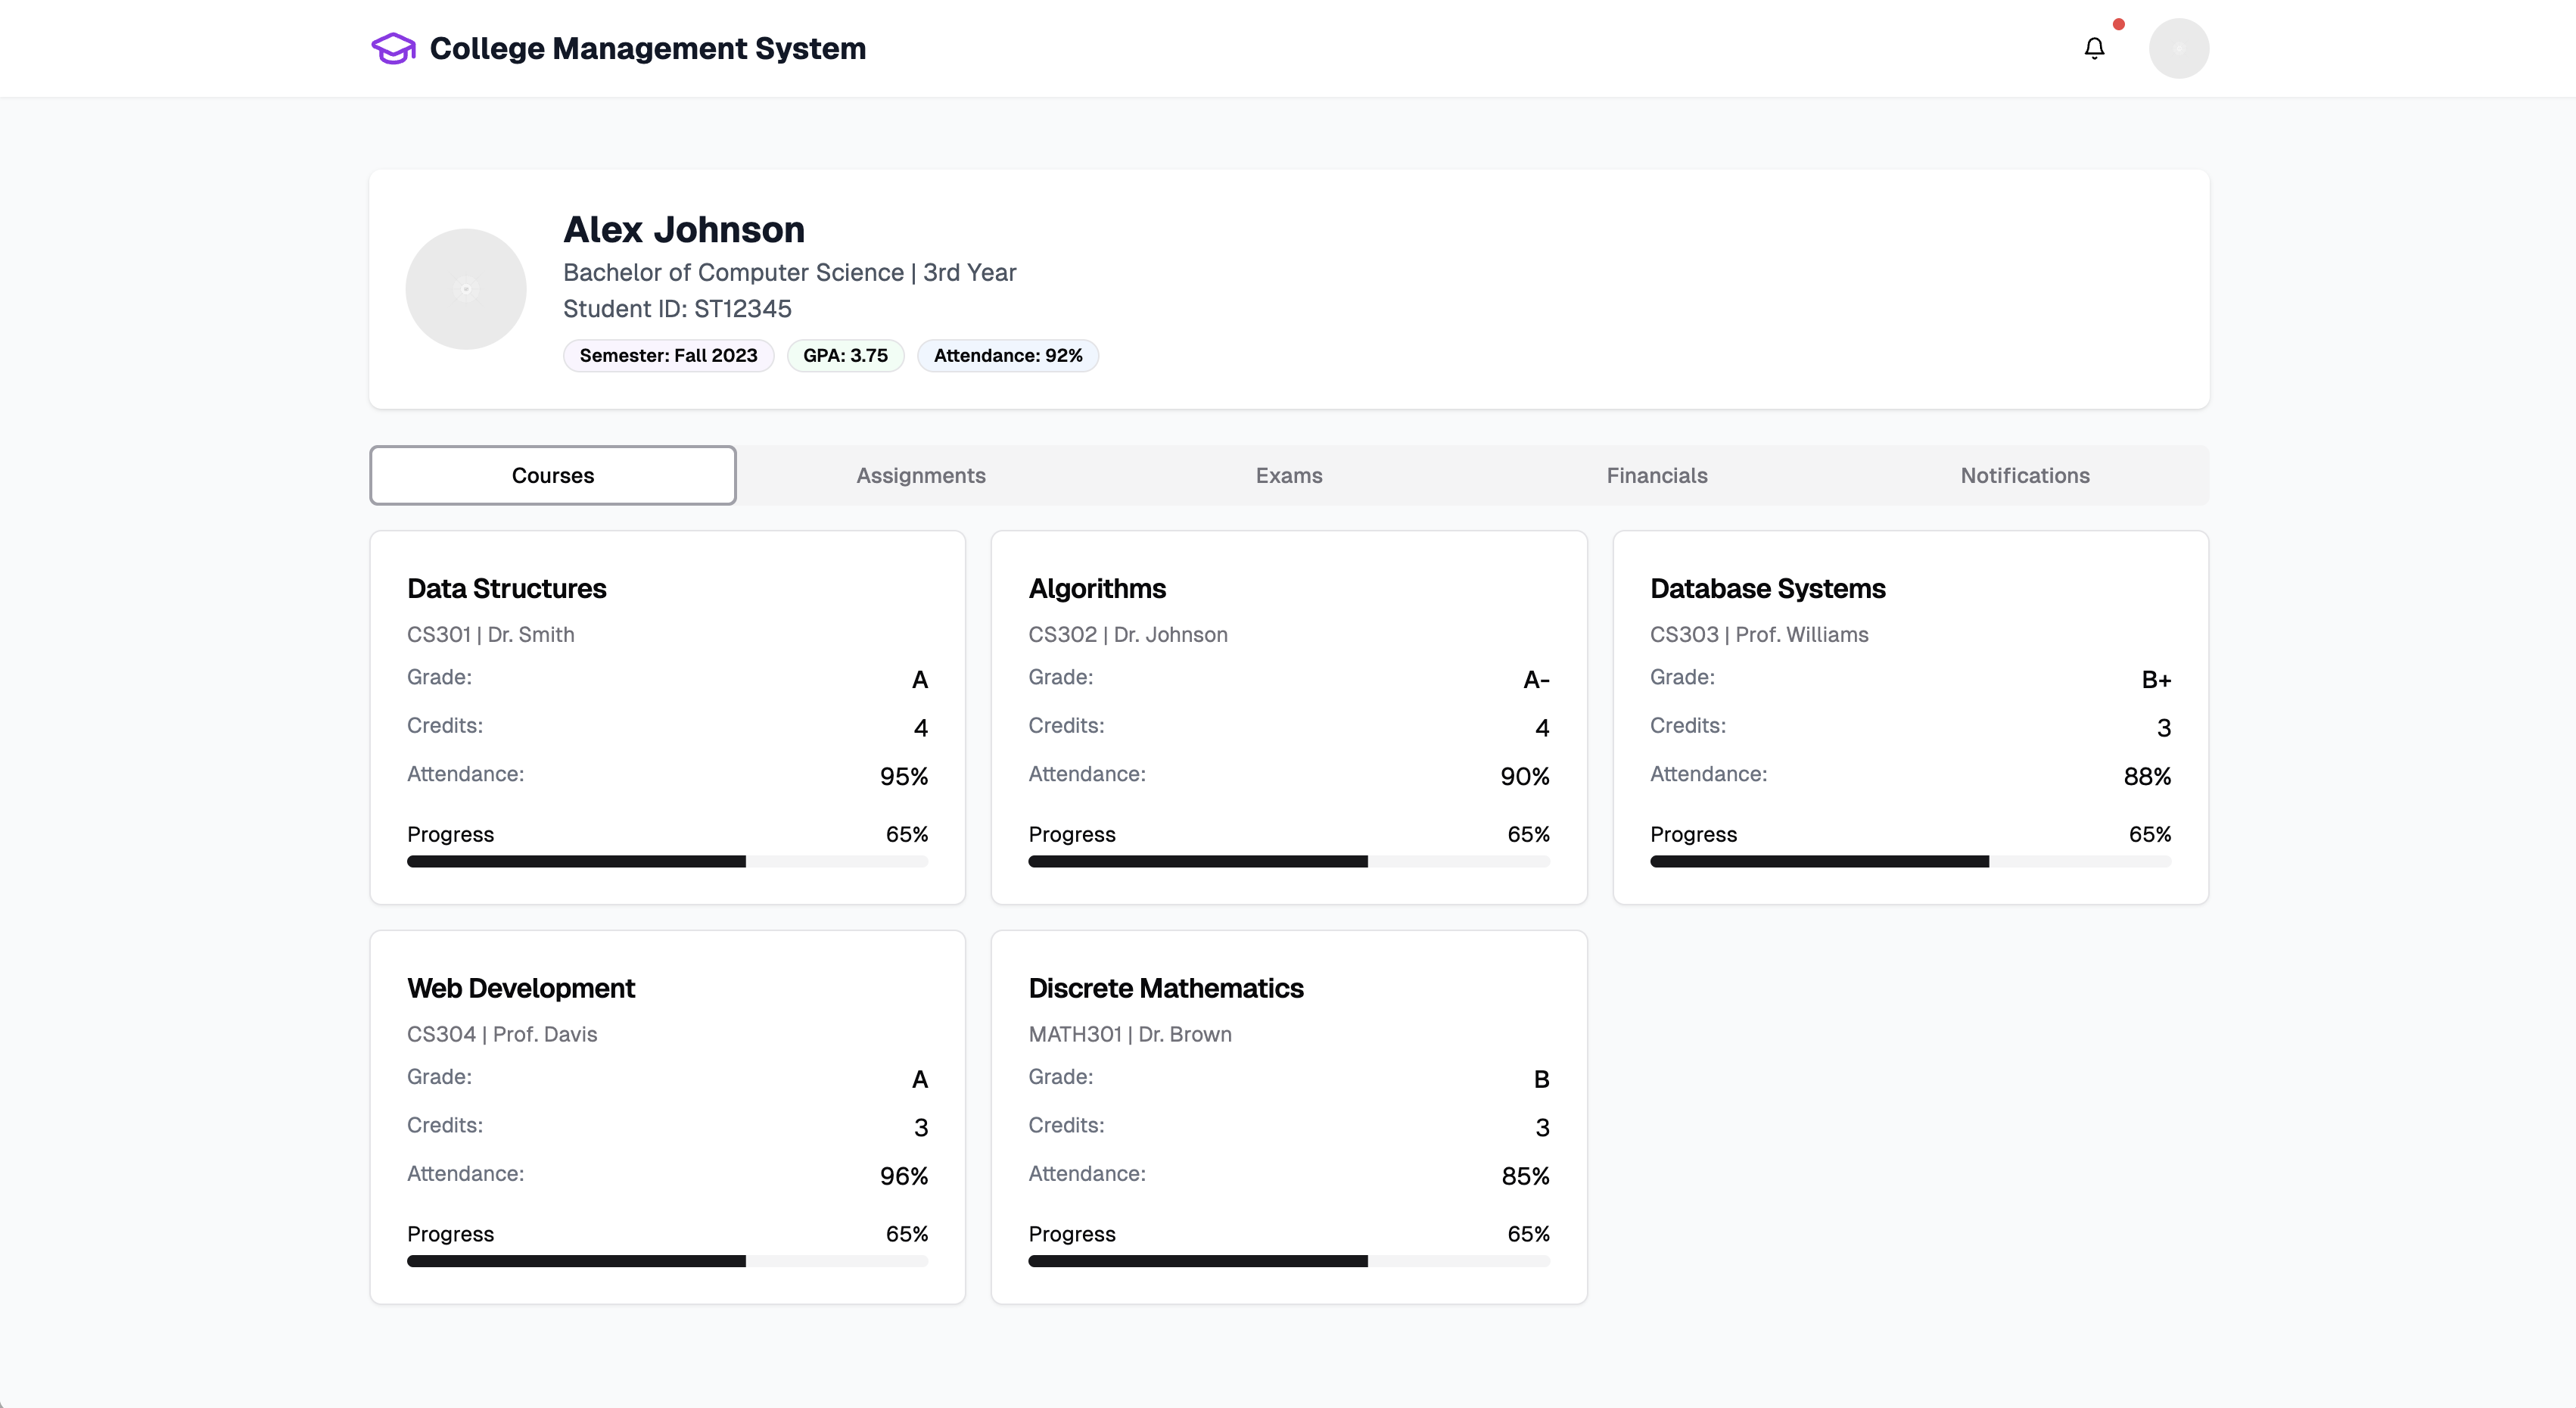 College Management System
Alex Johnson
Bachelor of Computer Science | 3rd Year
Student ID: ST12345
Semester: Fall 2023 GPA: 3.75 Attendance: 92%
Courses Assignments Exams Financials Notifications
Data Structures
CS301 | Dr. Smith
Grade: A
Credits: 4
Attendance: 95%
Progress 65%
Algorithms
CS302 | Dr. Johnson
Grade: A-
Credits: 4
Attendance: 90%
Progress 65%
Database Systems
CS303 | Prof. Williams
Grade: B+
Credits: 3
Attendance: 88%
Progress 65%
Web Development
CS304 | Prof. Davis
Grade: A
Credits: 3
Attendance: 96%
Progress 65%
Discrete Mathematics
MATH301 | Dr. Brown
Grade: B
Credits: 3
Attendance: 85%
Progress 65%